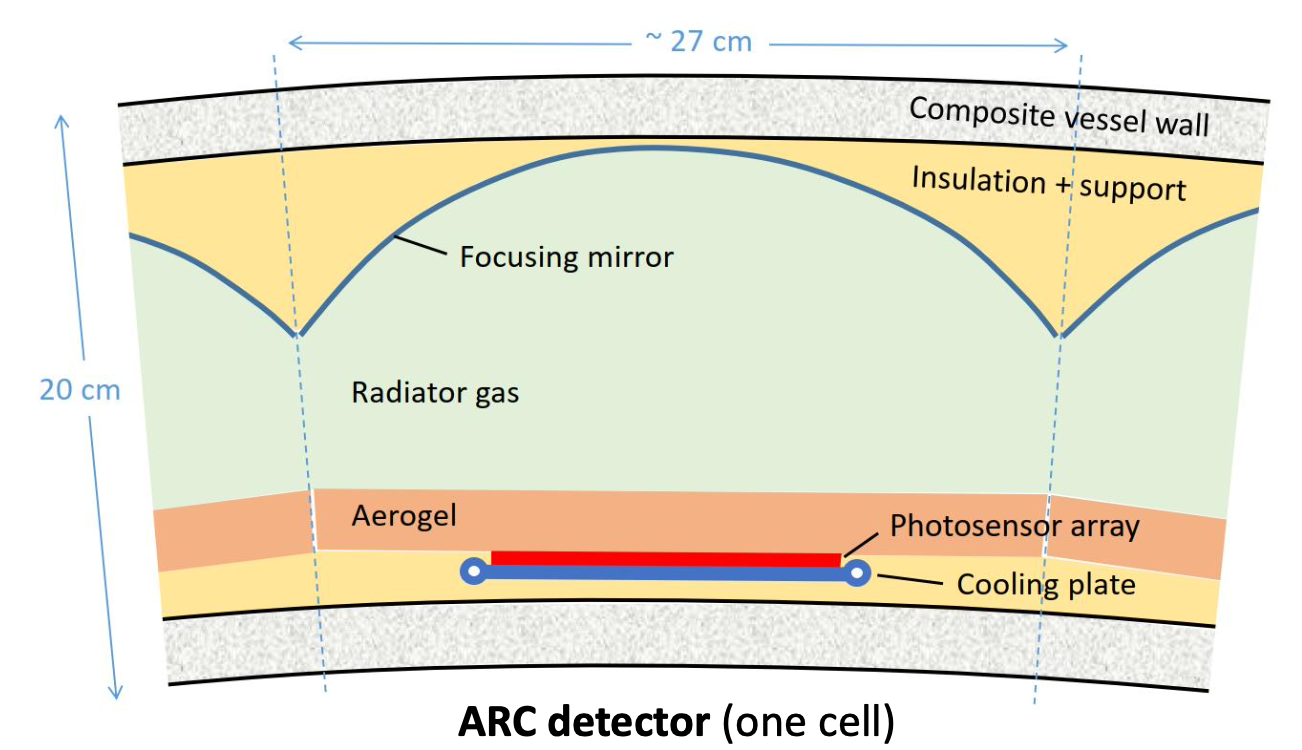 ~ 27 cm
Composite vessel wall
Insulation + support
Focusing mirror
20 cm
Radiator gas
Aerogel
Photosensor array
Cooling plate
ARC detector (one cell)